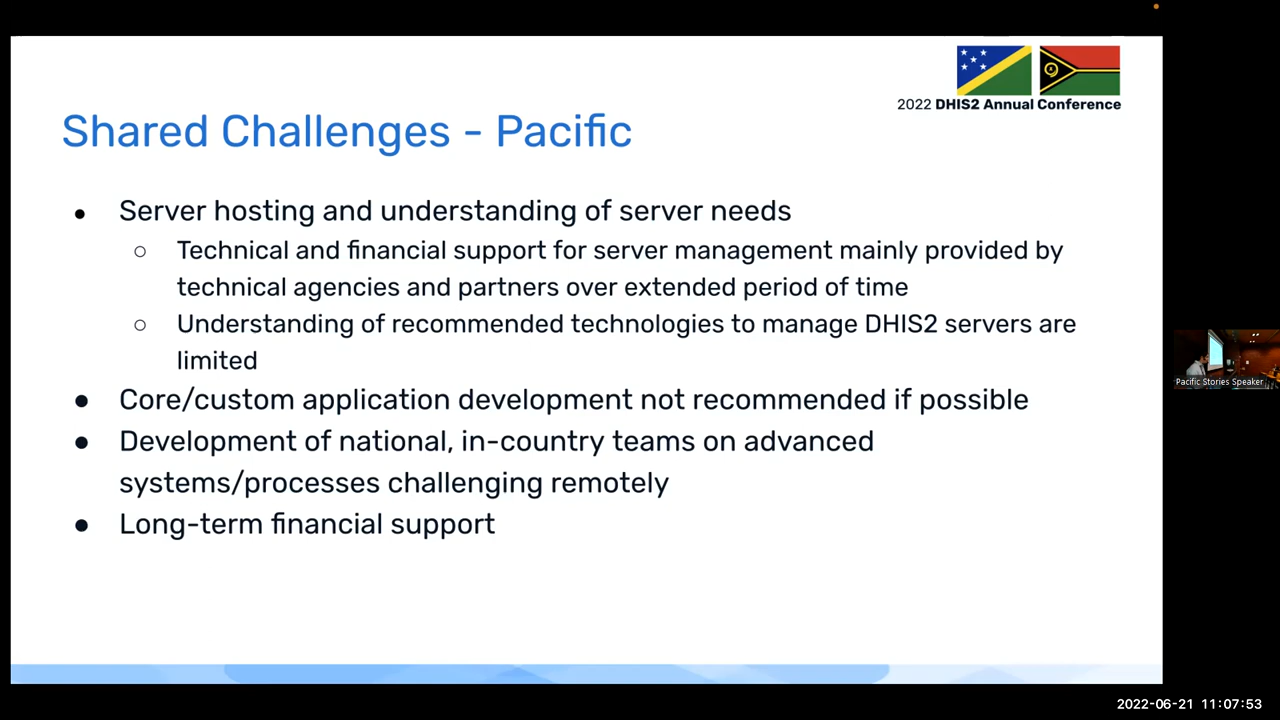 2022 DHIS2 Annual Conference
Shared Challenges - Pacific
● Server hosting and understanding of server needs
○ Technical and financial support for server management mainly provided by
technical agencies and partners over extended period of time
○ Understanding of recommended technologies to manage DHIS2 servers are
limited
● Core/custom application development not recommended if possible
● Development of national, in-country teams on advanced
systems/processes challenging remotely
● Long-term financial support
Pacific Stories Speaker
2022-06-21 11:07:53